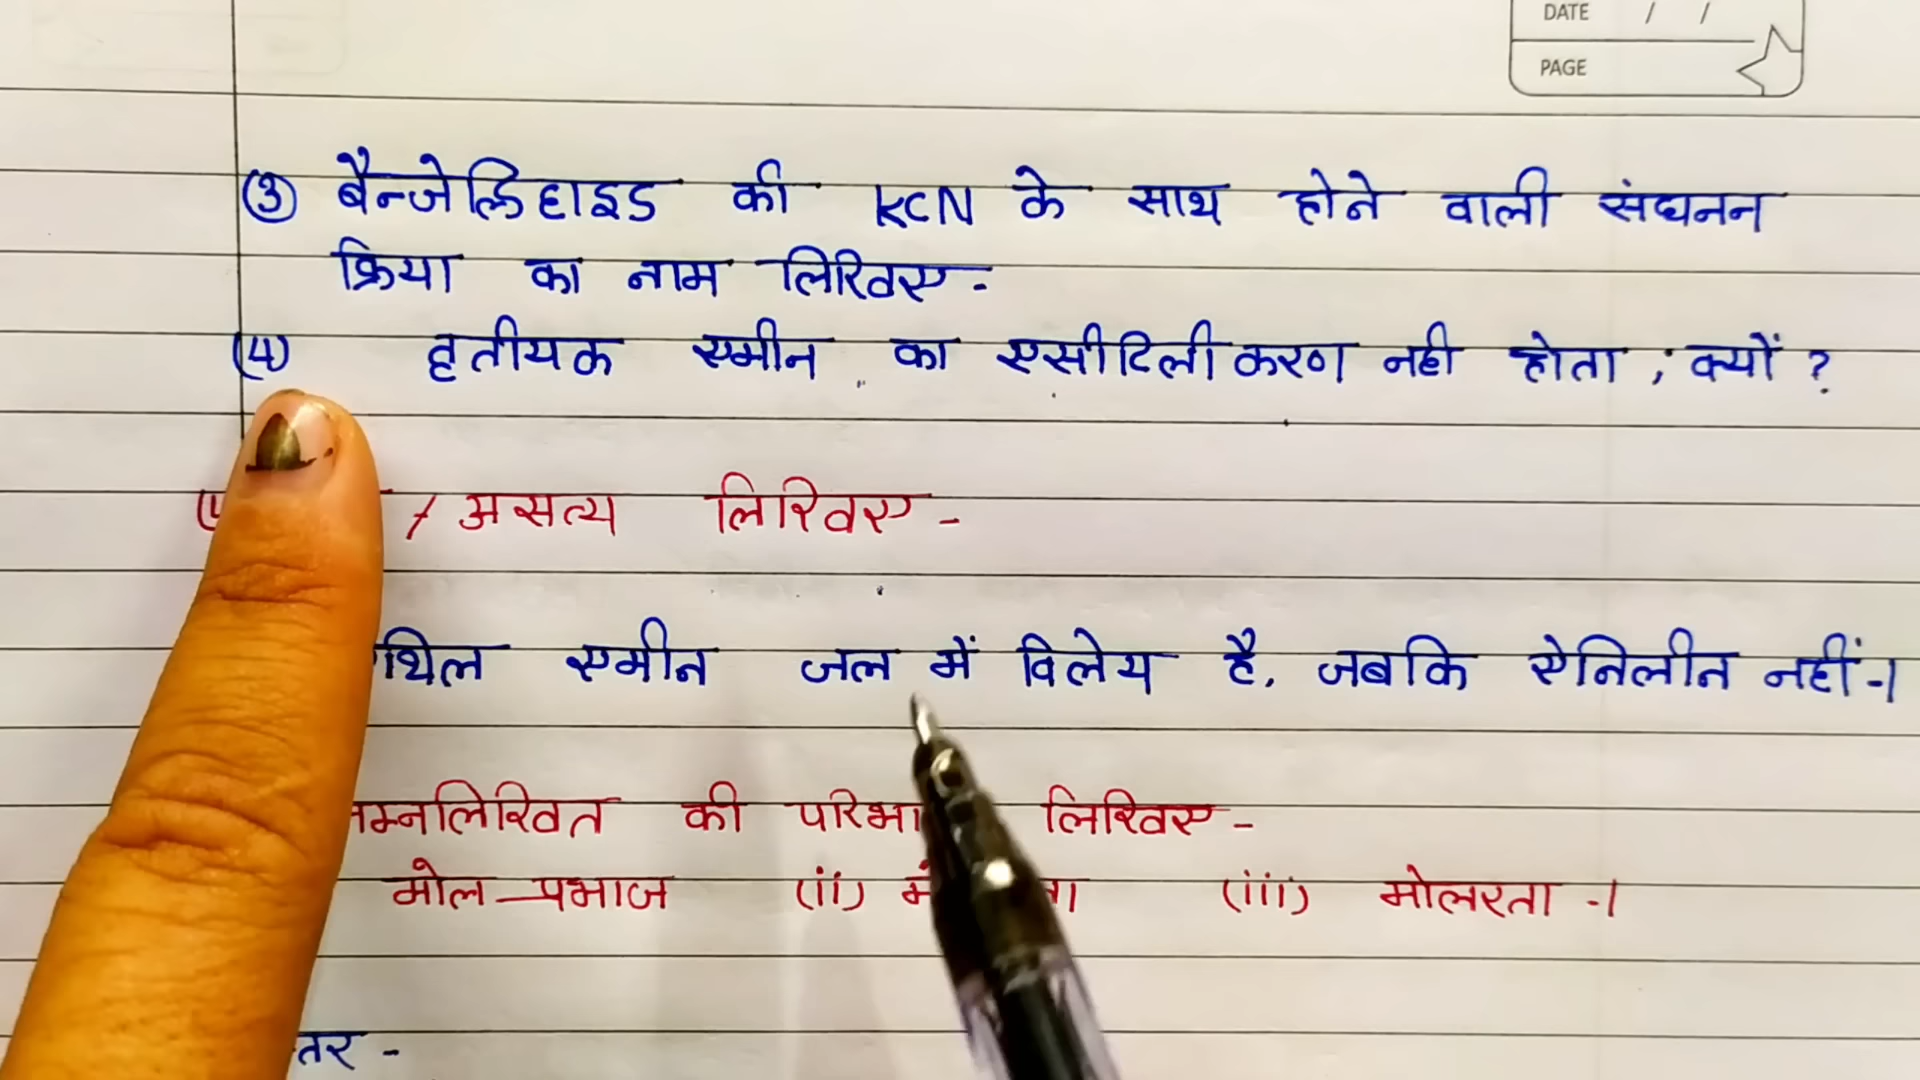 DATE / /
PAGE
(3) बैन्जेल्डिहाइड की KCN के साथ होने वाली संघनन
क्रिया का नाम लिखिए-
(4) तृतीयक एमीन का एसीटिलीकरण नही होता, क्यों ?
/ असत्य लिखिए -
थिल एमीन जल में विलेय है, जबकि ऐनिलीन नहीं-।
म्नलिखित की लिखिए-
मोल-प्रभाज (ii) (iii) मोलरता -।
तर -